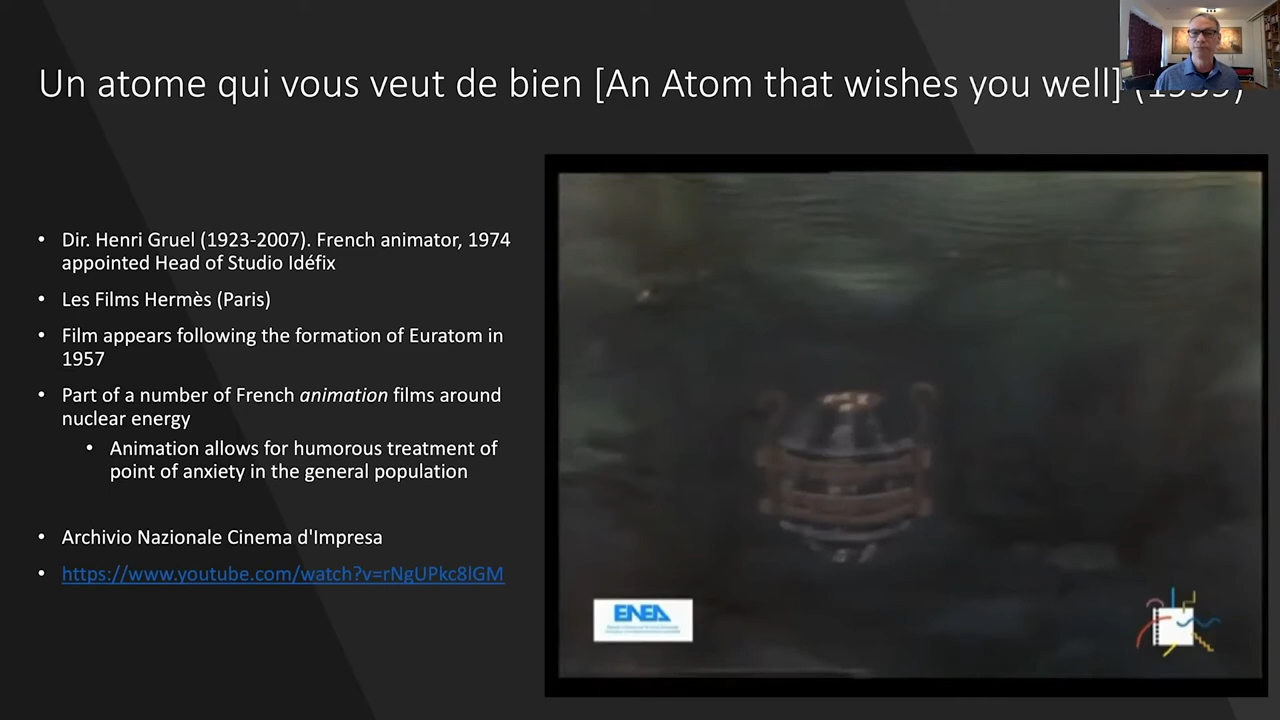 Un atome qui vous veut de bien [An Atom that wishes you well]
• Dir. Henri Gruel (1923-2007). French animator, 1974
appointed Head of Studio Idéfix
• Les Films Hermès (Paris)
• Film appears following the formation of Euratom in
1957
• Part of a number of French animation films around
nuclear energy
• Animation allows for humorous treatment of
point of anxiety in the general population
• Archivio Nazionale Cinema d'Impresa
• https://www.youtube.com/watch?v=rNgUPkc8lGM
ENEA